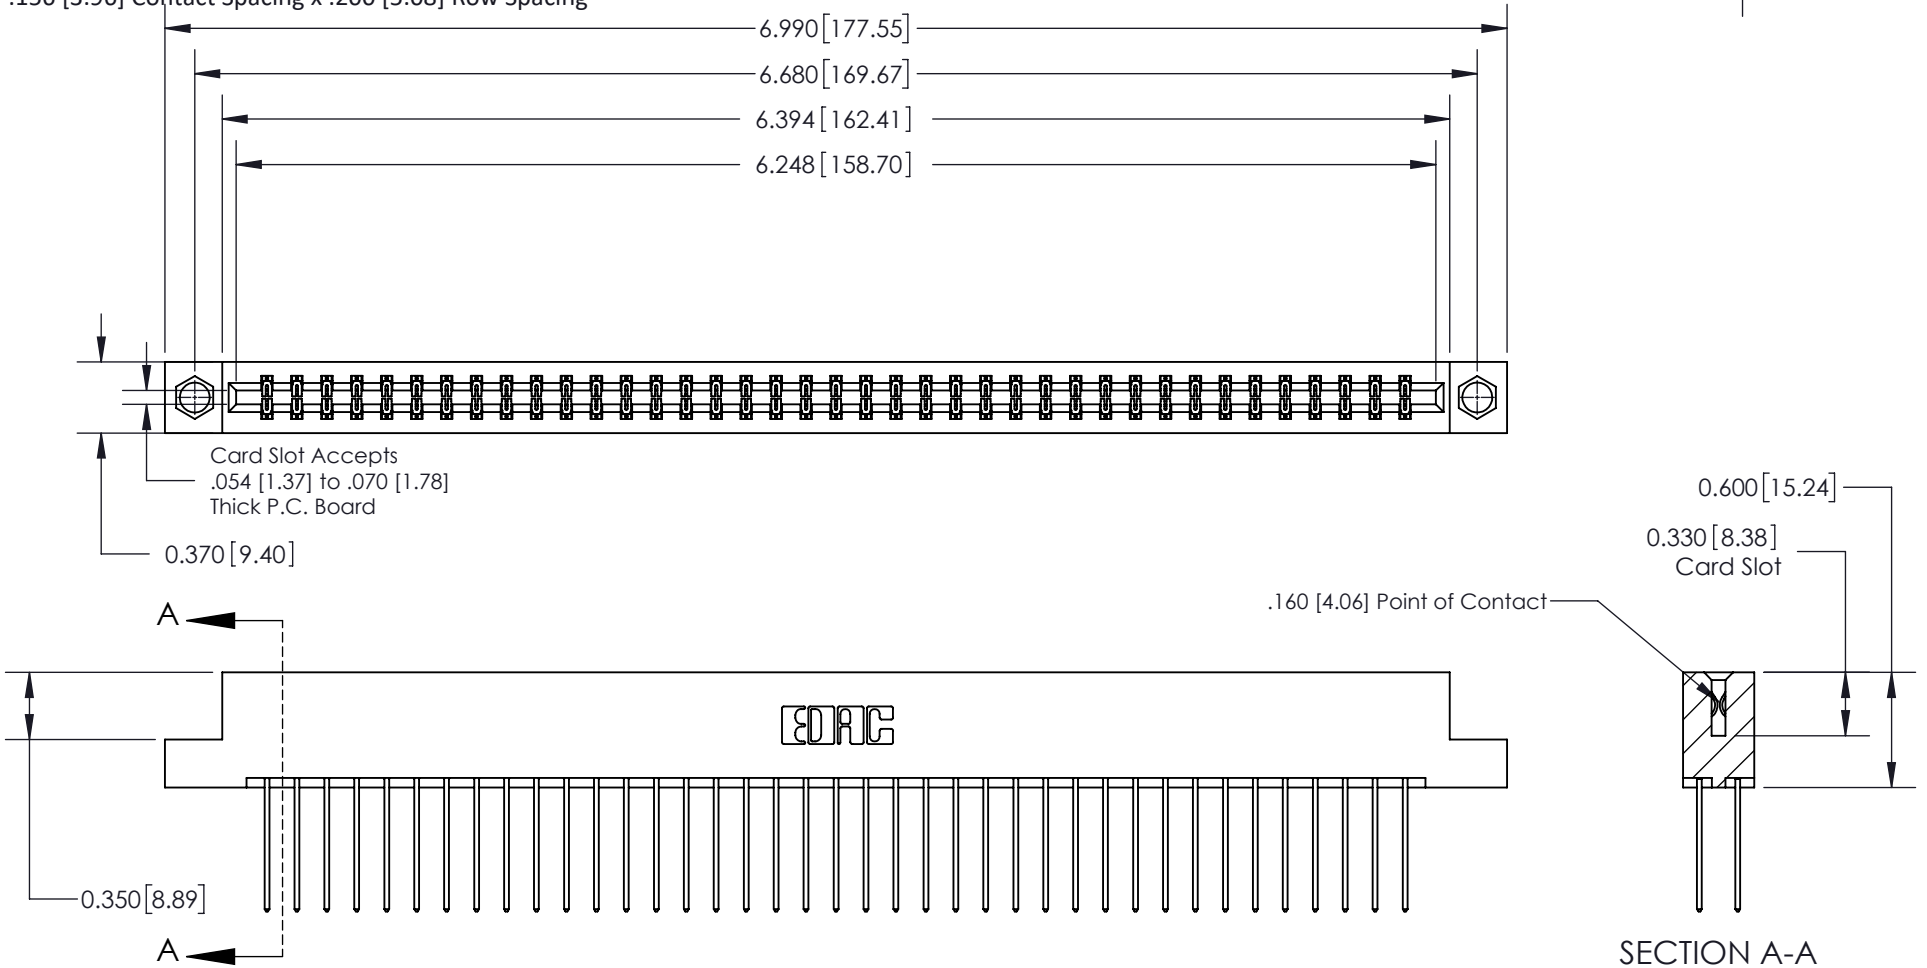 .156 [3.96] Contact Spacing x .200 [5.08] Row Spacing
6.990[177.55]
6.680[169.67]
6.394[162.41]
6.248[158.70]
Card Slot Accepts
.054 [1.37] to .070 [1.78]
Thick P.C. Board
0.370[9.40]
0.600[15.24]
0.330[8.38]
Card Slot
.160 [4.06] Point of Contact
A
EDAC
0.350[8.89]
A
SECTION A-A